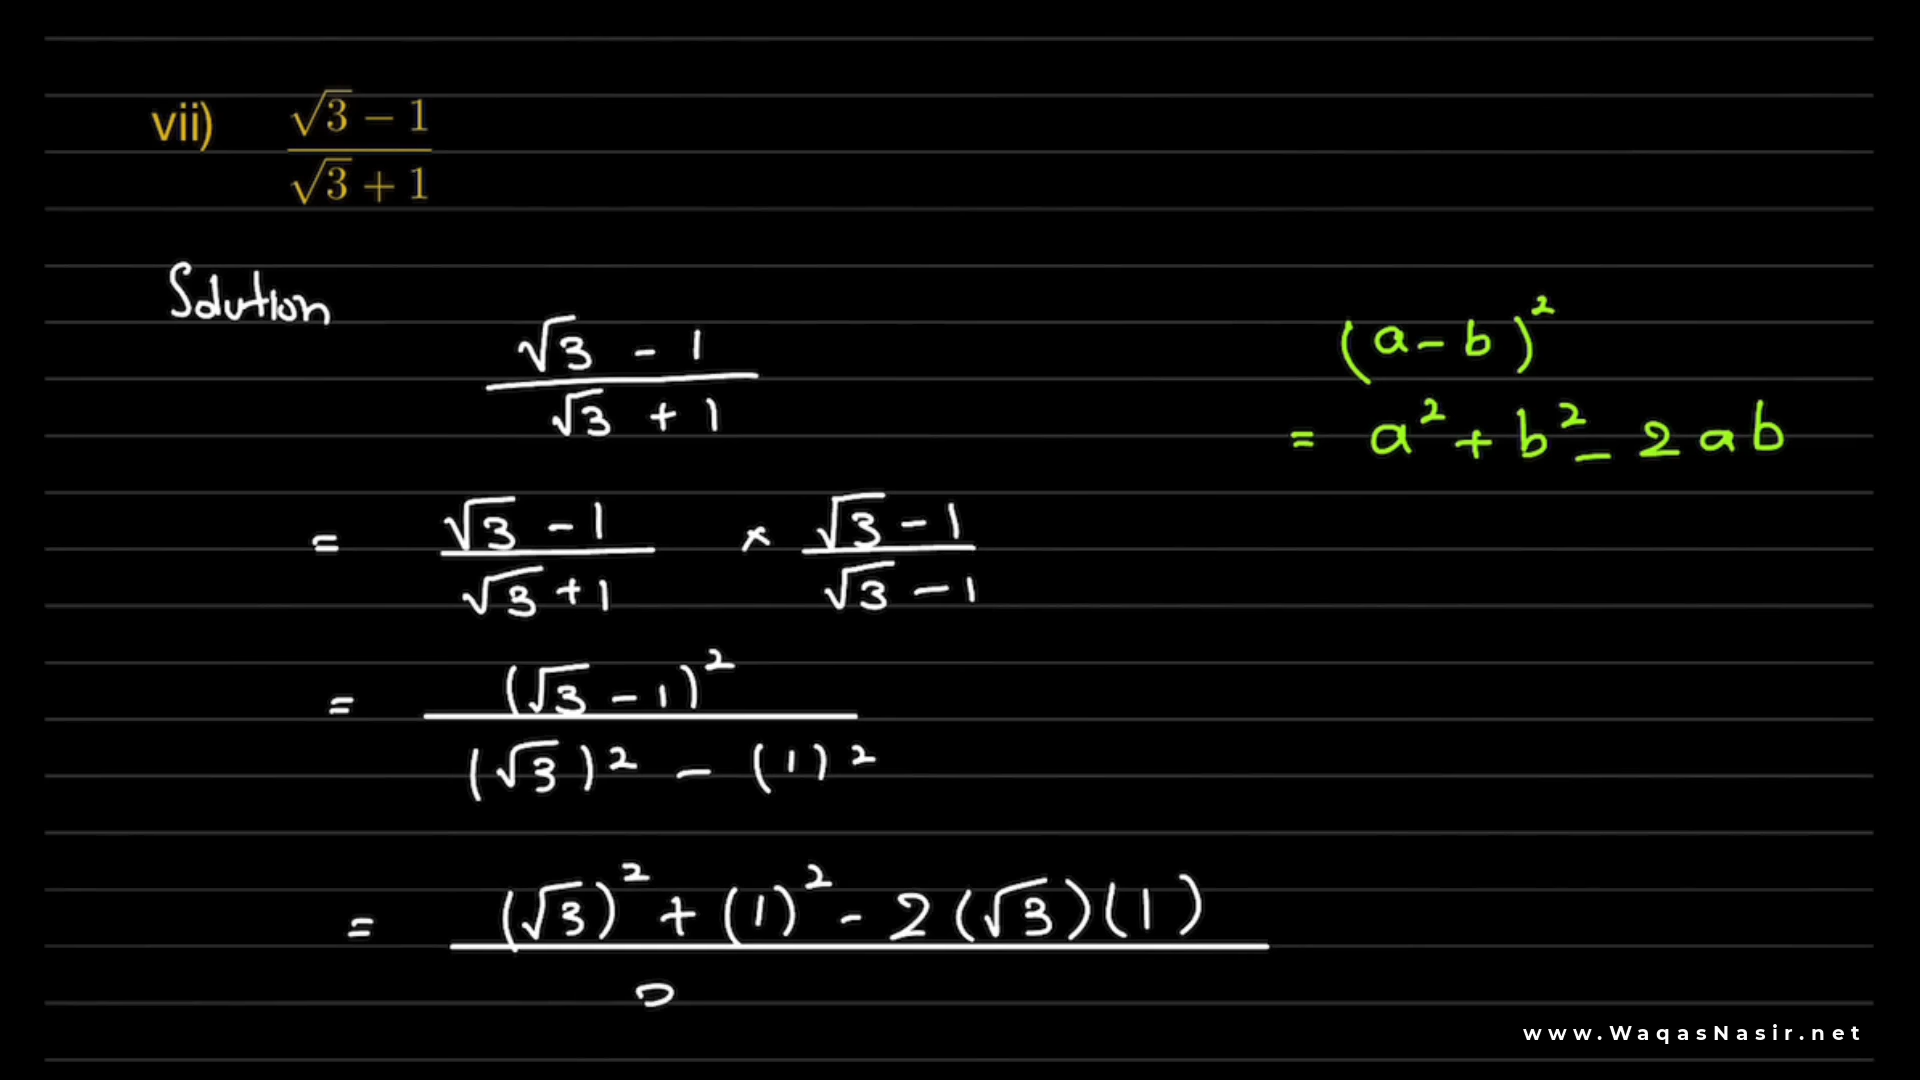 vii) (√3 − 1)/(√3 + 1)
Solution
(√3 - 1)/(√3 + 1)
(a - b)²
= a² + b² - 2ab
= (√3 - 1)/(√3 + 1) × (√3 - 1)/(√3 - 1)
= (√3 - 1)²/((√3)² - (1)²)
= ((√3)² + (1)² - 2(√3)(1))/
www.WaqasNasir.net